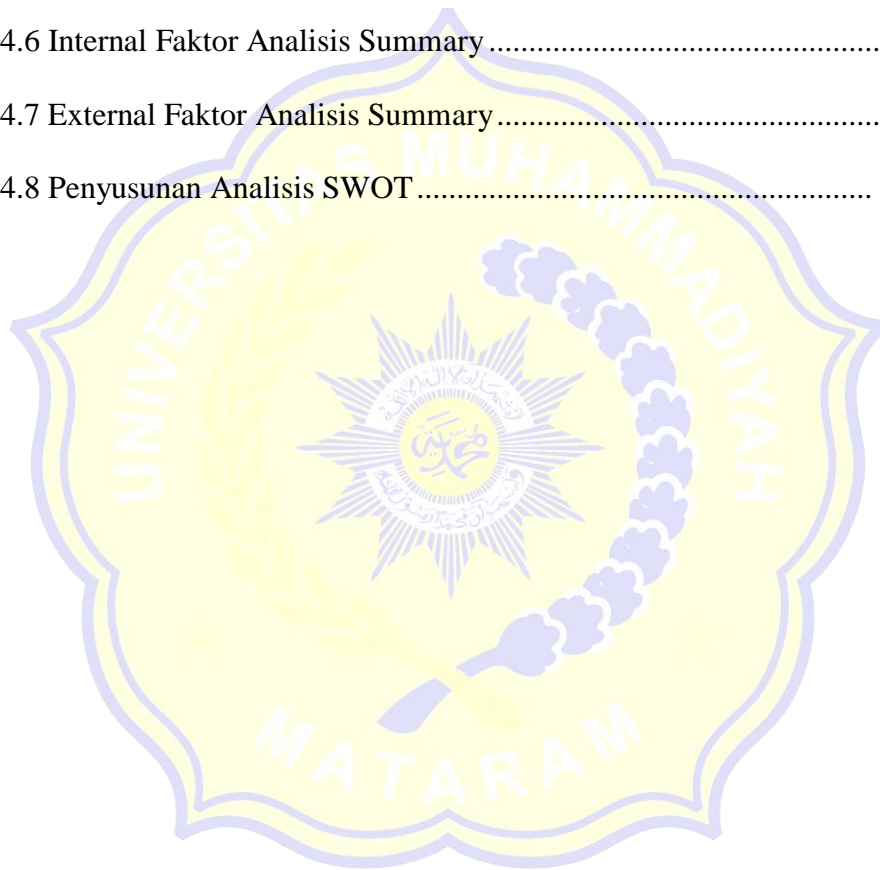 4.6 Internal Faktor Analisis Summary................................................
4.7 External Faktor Analisis Summary...............................................
4.8 Penyusunan Analisis SWOT........................................................
UNIVERSITAS MUHAMMADIYAH
MATARAM